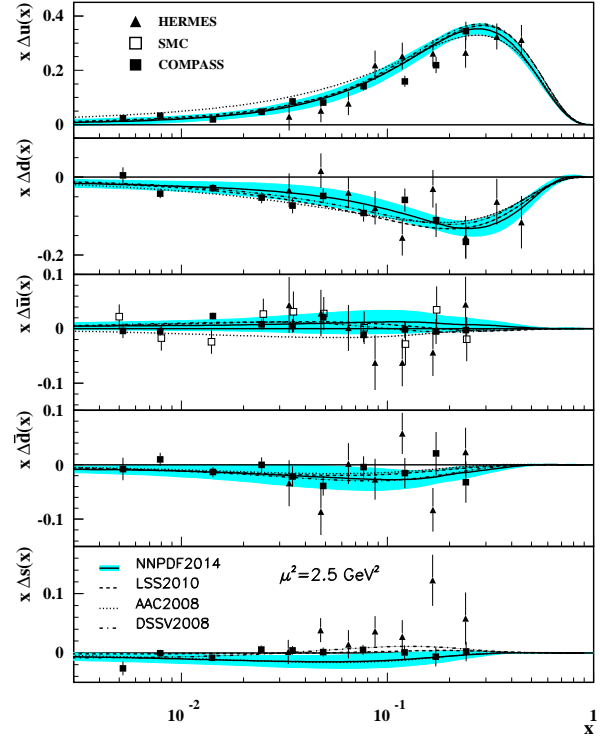 x Δu(x)
0.4
0.2
0
HERMES
SMC
COMPASS
x Δd(x)
0
-0.2
x Δū(x)
0.1
0
-0.1
x Δd̄(x)
0.1
0
-0.1
x Δs(x)
0.1
0
NNPDF2014
LSS2010
AAC2008
DSSV2008
μ²=2.5 GeV²
10⁻² 10⁻¹ 1
x